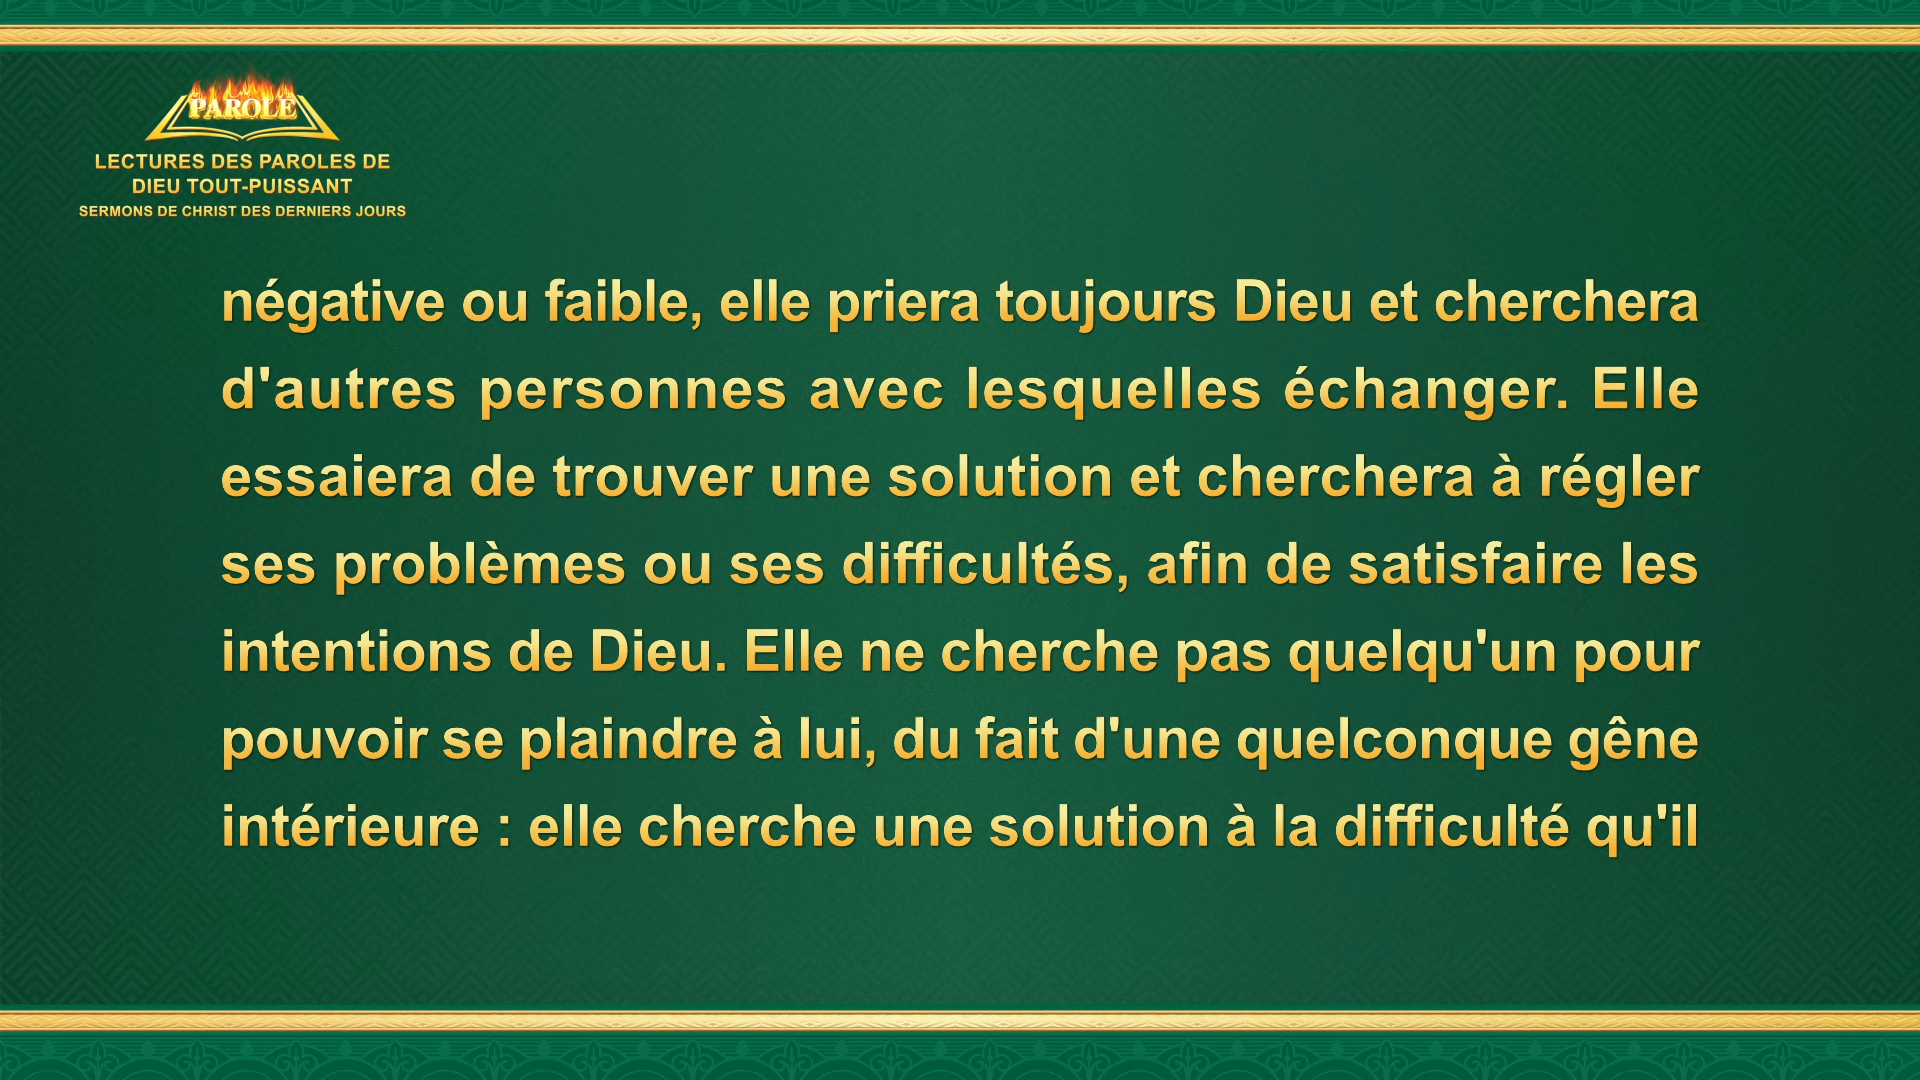 PAROLE
LECTURES DES PAROLES DE
DIEU TOUT-PUISSANT
SERMONS DE CHRIST DES DERNIERS JOURS
négative ou faible, elle priera toujours Dieu et cherchera
d'autres personnes avec lesquelles échanger. Elle
essaiera de trouver une solution et cherchera à régler
ses problèmes ou ses difficultés, afin de satisfaire les
intentions de Dieu. Elle ne cherche pas quelqu'un pour
pouvoir se plaindre à lui, du fait d'une quelconque gêne
intérieure : elle cherche une solution à la difficulté qu'il